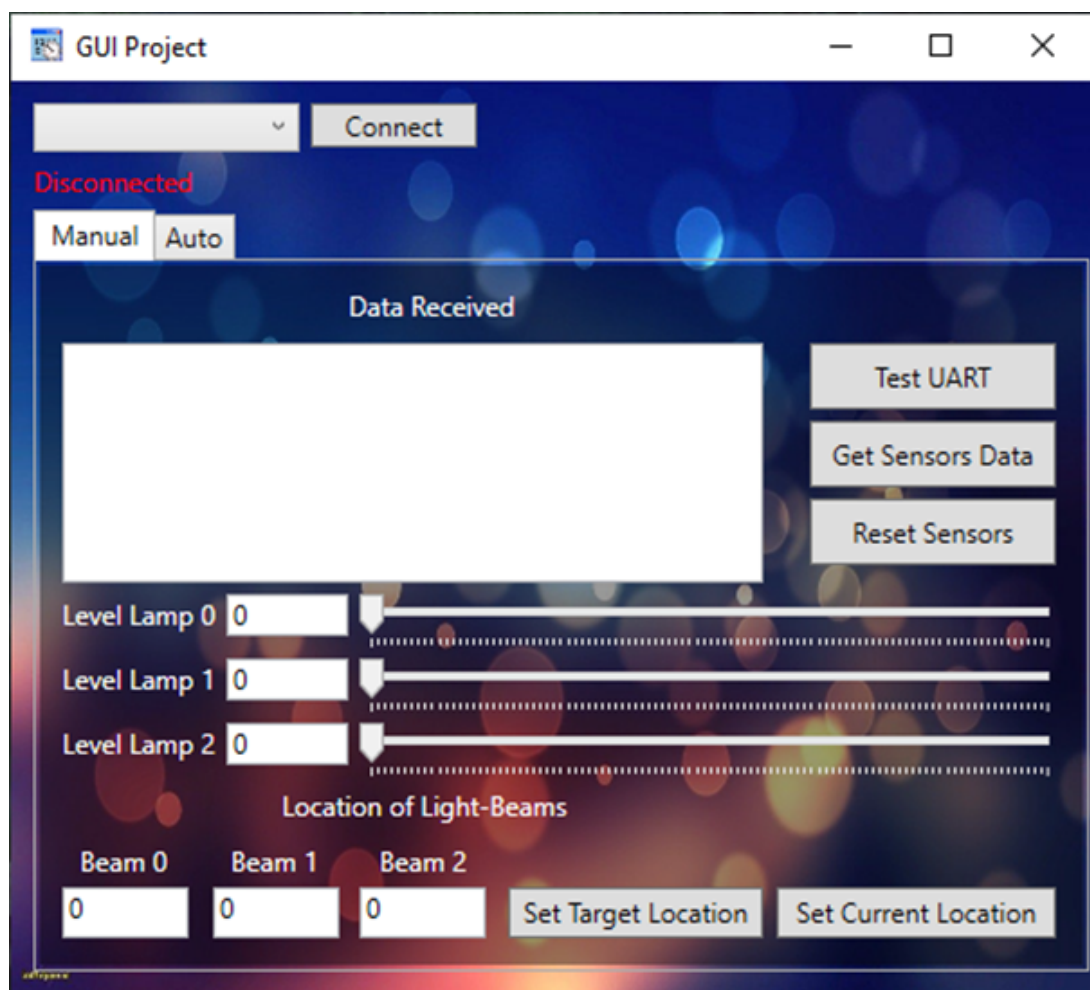 GUI Project
Connect
Disconnected
Manual Auto
Data Received
Test UART
Get Sensors Data
Reset Sensors
Level Lamp 0 0
Level Lamp 1 0
Level Lamp 2 0
Location of Light-Beams
Beam 0 Beam 1 Beam 2
0 0 0 Set Target Location Set Current Location